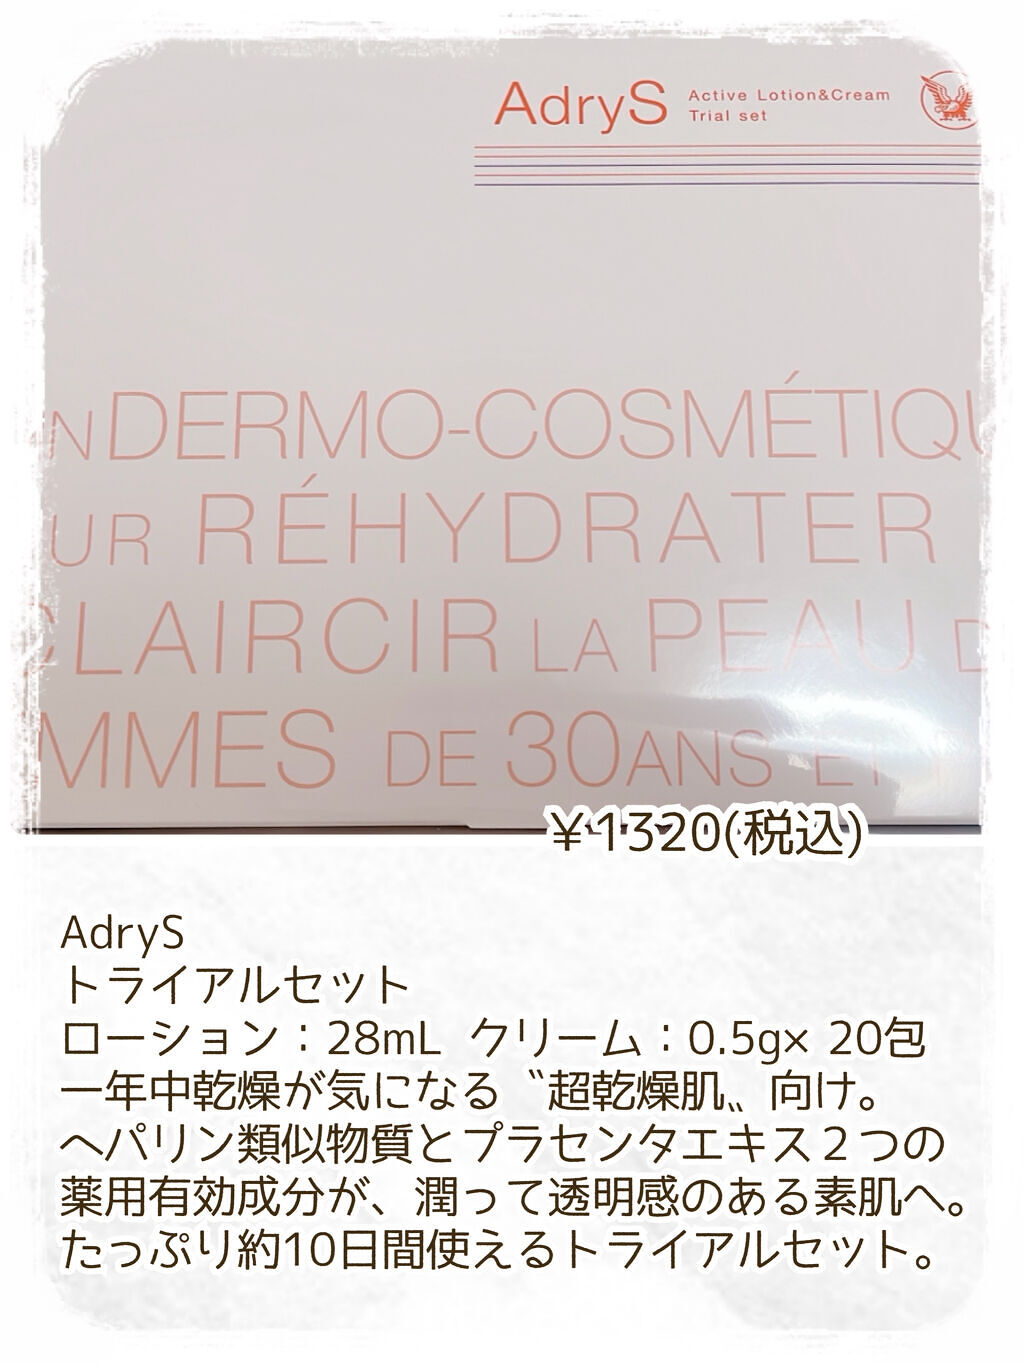 AdryS Active Lotion&Cream
Trial set
N DERMO-COSMÉTIQU
UR RÉHYDRATER
CLAIRCIR LA PEAU D
MMES DE 30 ANS ET
¥1320(税込)
AdryS
トライアルセット
ローション：28mL クリーム：0.5g× 20包
一年中乾燥が気になる〝超乾燥肌〟向け。
ヘパリン類似物質とプラセンタエキス２つの
薬用有効成分が、潤って透明感のある素肌へ。
たっぷり約10日間使えるトライアルセット。